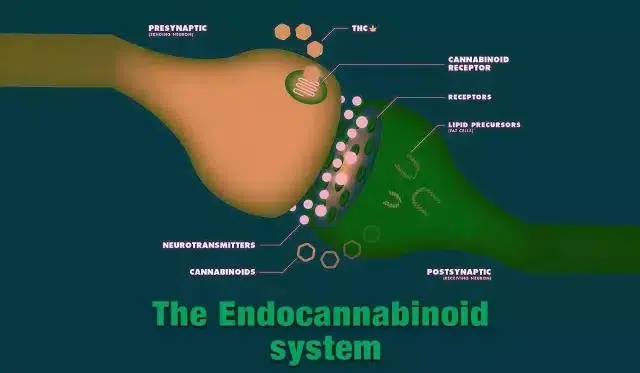 PRESYNAPTIC
(SENDING NEURON)
THC
CANNABINOID
RECEPTOR
RECEPTORS
LIPID PRECURSORS
(FAT CELLS)
NEUROTRANSMITTERS
CANNABINOIDS
POSTSYNAPTIC
(RECEIVING NEURON)
The Endocannabinoid
system